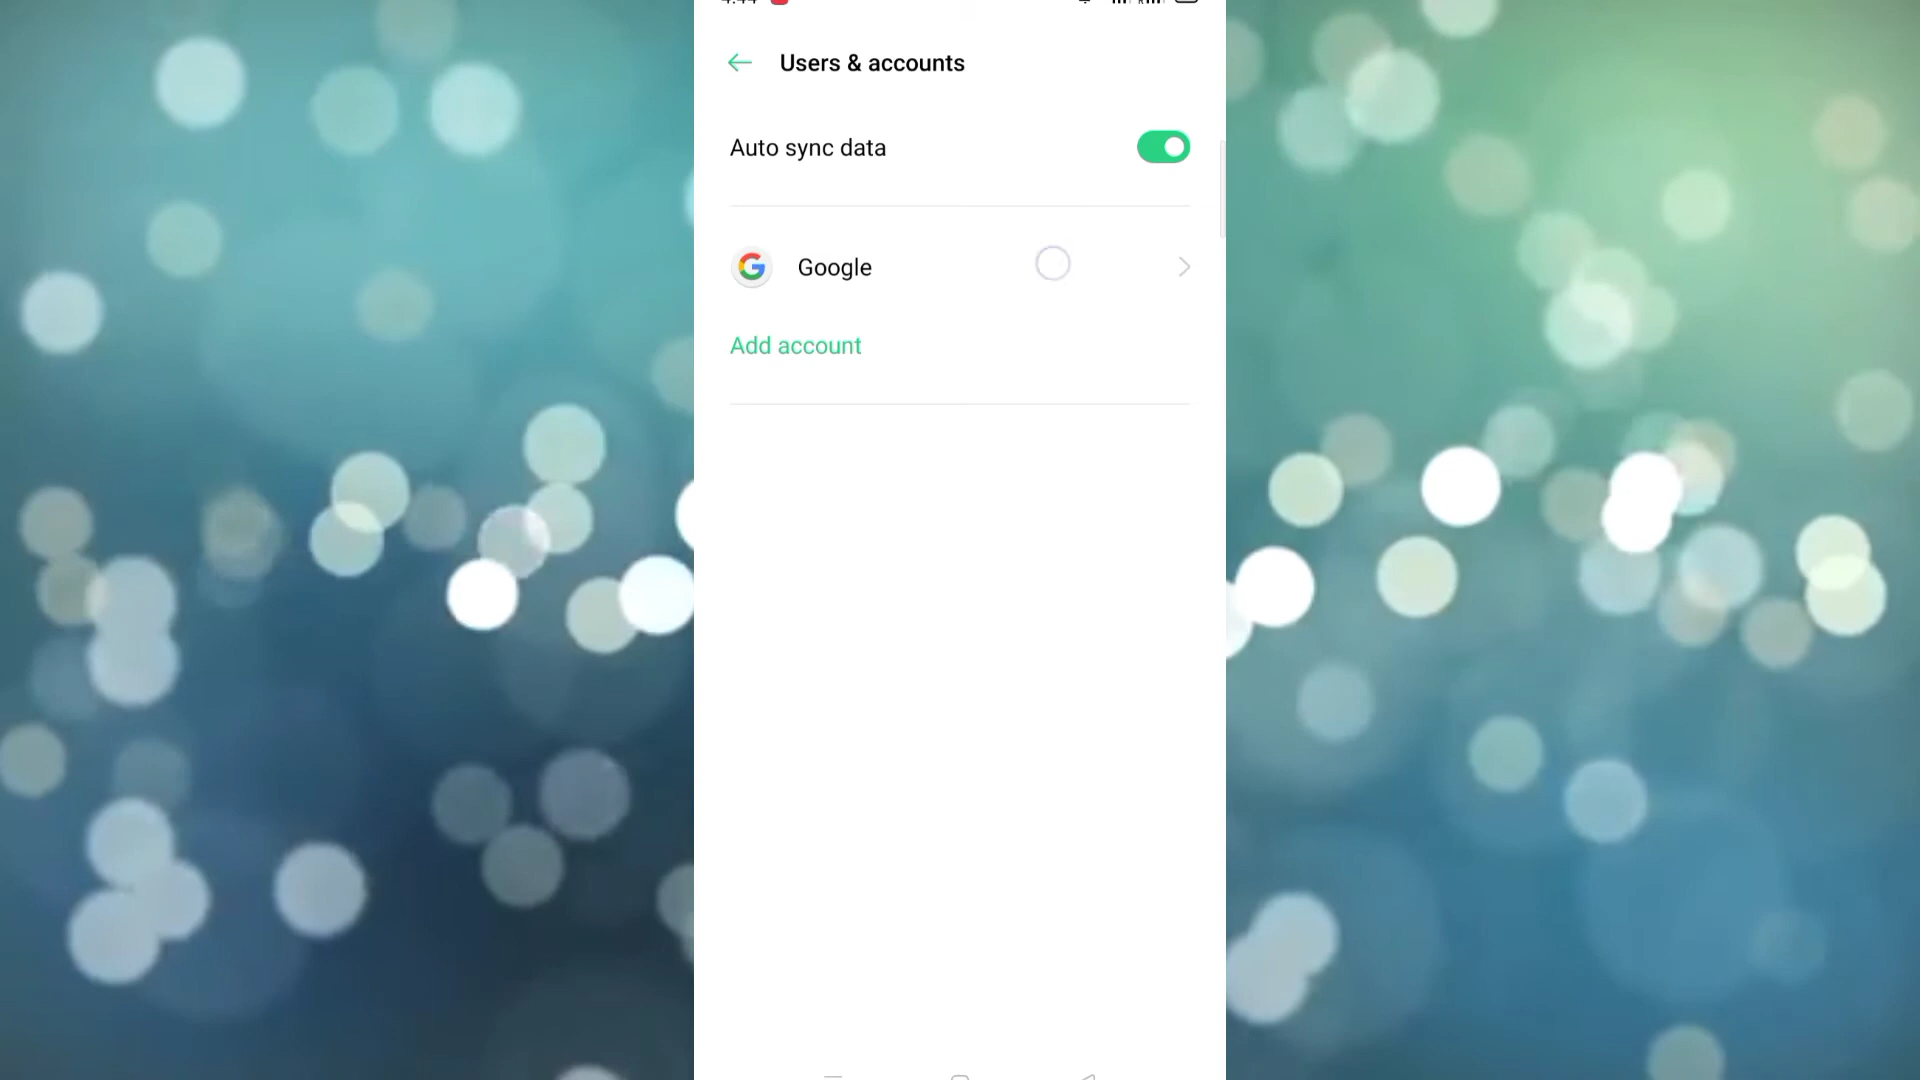 Users & accounts
Auto sync data
Google
Add account